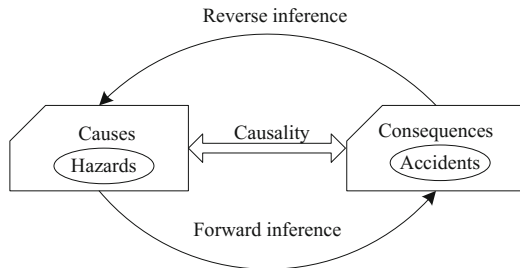 Reverse inference
Causes
Hazards
Causality
Consequences
Accidents
Forward inference